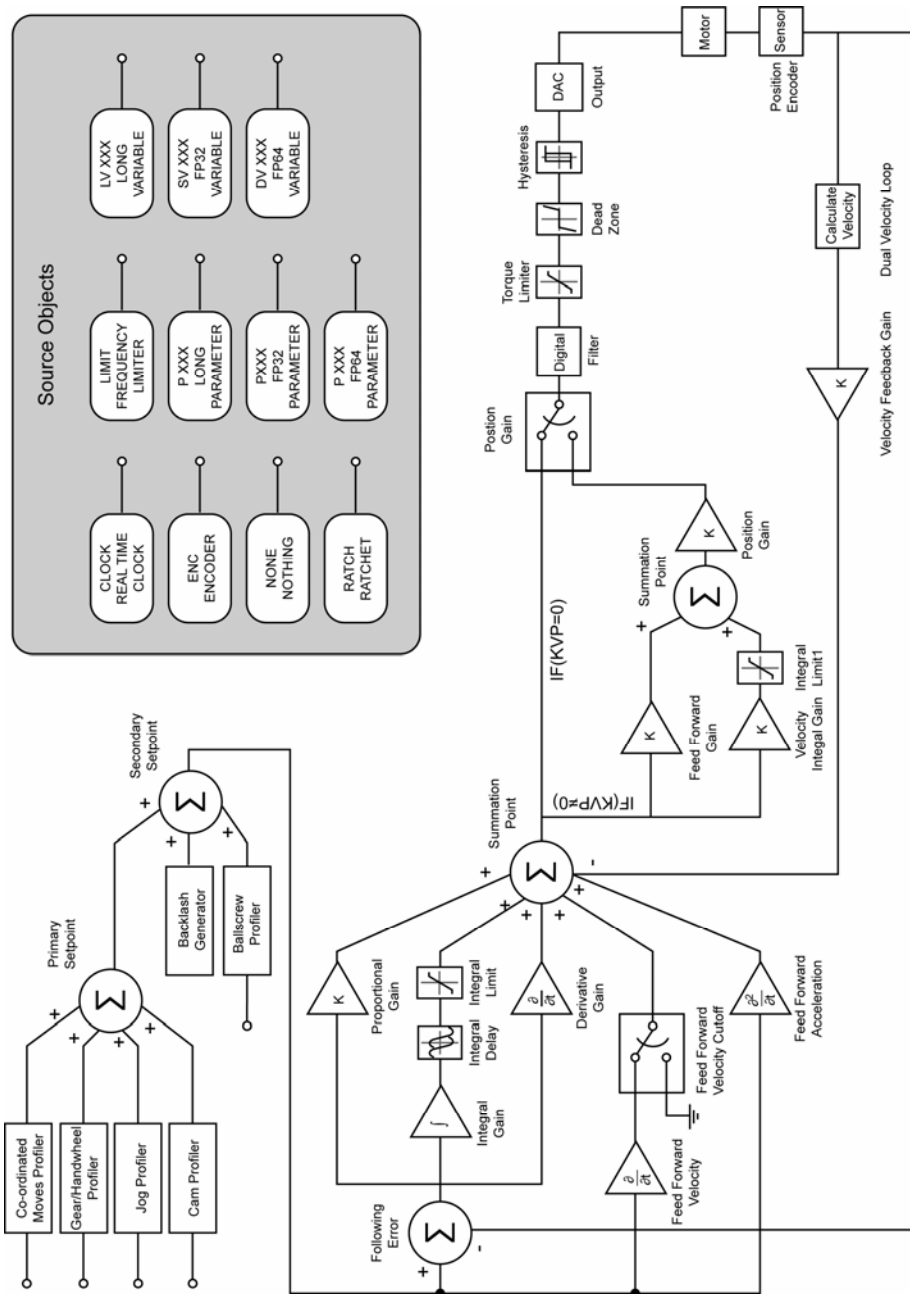 Source Objects
CLOCK
REAL TIME
CLOCK
LIMIT
FREQUENCY
LIMITER
LV XXX
LONG
VARIABLE
ENC
ENCODER
P XXX
LONG
PARAMETER
SV XXX
FP32
VARIABLE
NONE
NOTHING
PXXX
FP32
PARAMETER
DV XXX
FP64
VARIABLE
RATCH
RATCHET
P XXX
FP64
PARAMETER
Co-ordinated
Moves Profiler
Gear/Handwheel
Profiler
Jog Profiler
Cam Profiler
+
+
+
+
Primary
Setpoint
Σ
Backlash
Generator
Ballscrew
Profiler
+
+
+
Secondary
Setpoint
Σ
Following
Error
Σ
+
-
K
Proportional
Gain
∫
Integral
Gain
Integral
Delay
Integral
Limit
∂
∂t
Derivative
Gain
∂
∂t
Feed Forward
Velocity
Feed Forward
Velocity Cutoff
∂²
∂t
Feed Forward
Acceleration
+
+
+
+
+
-
Summation
Point
Σ
IF(KVP=0)
IF(KVP≠0)
K
Feed Forward
Gain
K
Velocity
Integal Gain
Integral
Limit1
+
+
Summation
Point
Σ
K
Position
Gain
Postion
Gain
Digital
Filter
Torque
Limiter
Dead
Zone
Hysteresis
DAC
Output
Motor
Sensor
Position
Encoder
Calculate
Velocity
Dual Velocity Loop
K
Velocity Feedback Gain